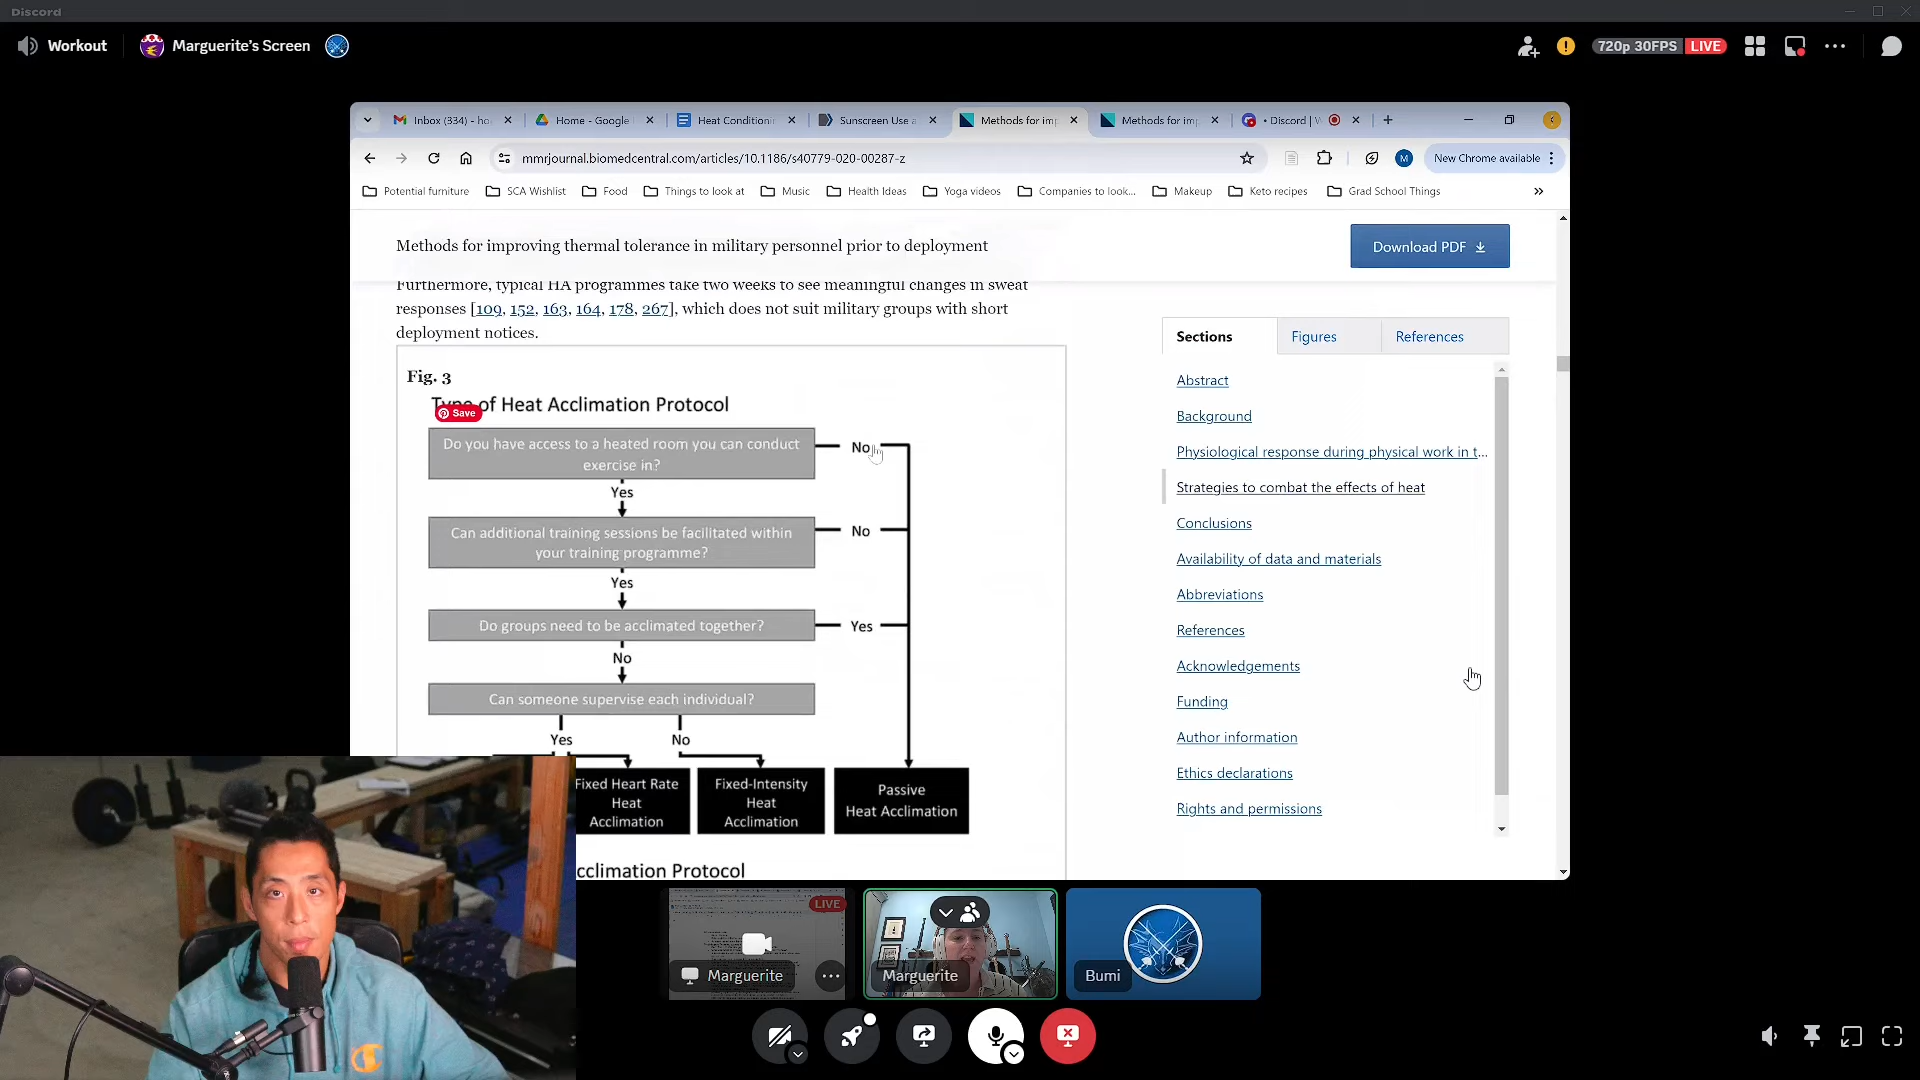 Discord
Workout
Marguerite's Screen
720p 30FPS LIVE
Inbox (334) - ho
Home - Google
Heat Conditioni
Sunscreen Use a
Methods for imp
Methods for imp
• Discord |
mmrjournal.biomedcentral.com/articles/10.1186/s40779-020-00287-z
M
New Chrome available
Potential furniture
SCA Wishlist
Food
Things to look at
Music
Health Ideas
Yoga videos
Companies to look...
Makeup
Keto recipes
Grad School Things
Methods for improving thermal tolerance in military personnel prior to deployment
Download PDF
Furthermore, typical HA programmes take two weeks to see meaningful changes in sweat
responses [109, 152, 163, 164, 178, 267], which does not suit military groups with short
deployment notices.
Fig. 3
Type of Heat Acclimation Protocol
Save
Do you have access to a heated room you can conduct
exercise in?
No
Yes
Can additional training sessions be facilitated within
your training programme?
No
Yes
Do groups need to be acclimated together?
Yes
No
Can someone supervise each individual?
Yes
No
Fixed Heart Rate
Heat
Acclimation
Fixed-Intensity
Heat
Acclimation
Passive
Heat Acclimation
cclimation Protocol
Sections
Figures
References
Abstract
Background
Physiological response during physical work in t...
Strategies to combat the effects of heat
Conclusions
Availability of data and materials
Abbreviations
References
Acknowledgements
Funding
Author information
Ethics declarations
Rights and permissions
LIVE
Marguerite
Marguerite
Bumi